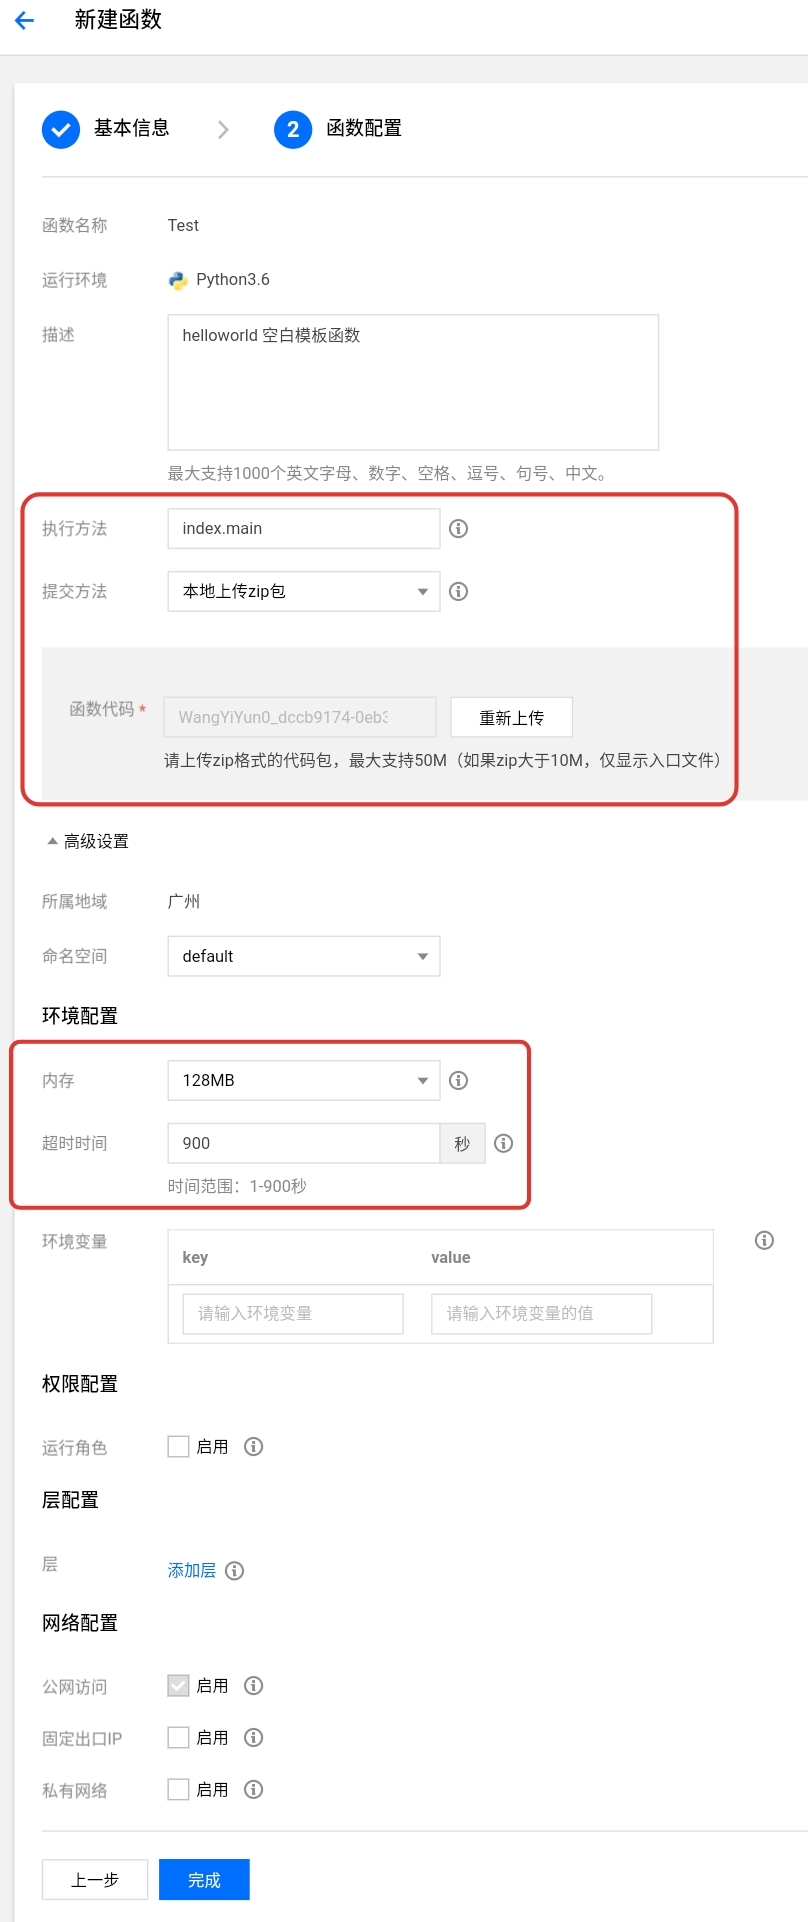 新建函数
基本信息
2 函数配置
函数名称 Test
运行环境 Python3.6
描述 helloworld 空白模板函数
最大支持1000个英文字母、数字、空格、逗号、句号、中文。
执行方法 index.main
提交方法 本地上传zip包
函数代码 * WangYiYun0_dccb9174-0eb 重新上传
请上传zip格式的代码包，最大支持50M（如果zip大于10M，仅显示入口文件）
高级设置
所属地域 广州
命名空间 default
环境配置
内存 128MB
超时时间 900 秒
时间范围：1-900秒
环境变量 key value
请输入环境变量 请输入环境变量的值
权限配置
运行角色 启用
层配置
层 添加层
网络配置
公网访问 启用
固定出口IP 启用
私有网络 启用
上一步 完成